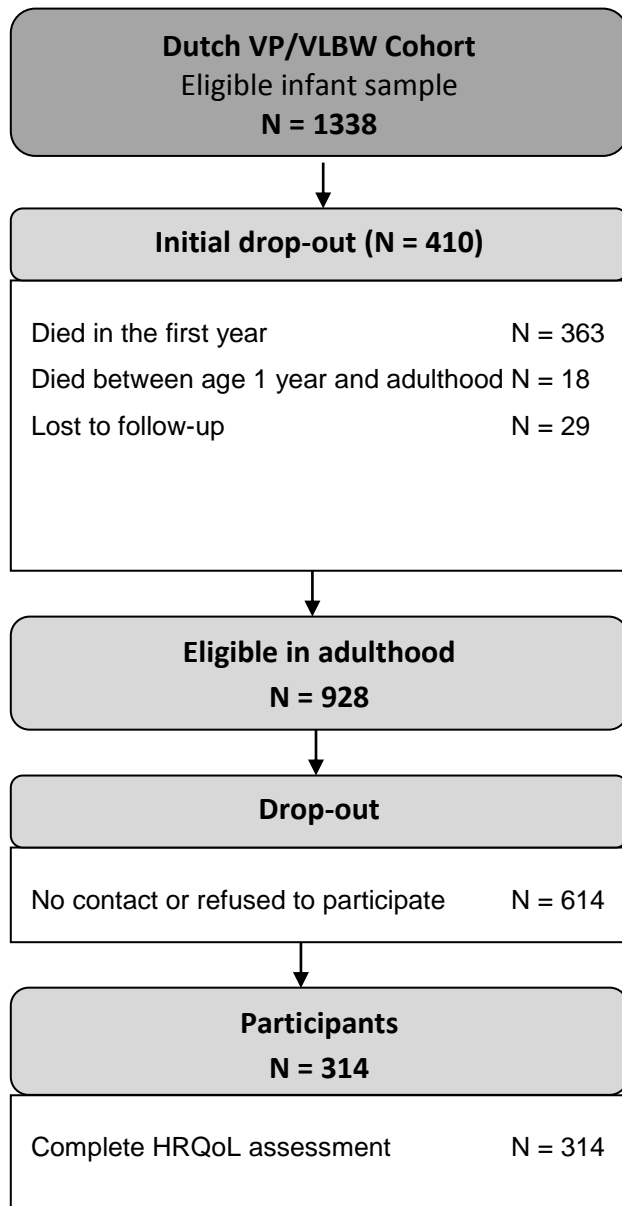 Dutch VP/VLBW Cohort
Eligible infant sample
N = 1338
Initial drop-out (N = 410)
Died in the first year N = 363
Died between age 1 year and adulthood N = 18
Lost to follow-up N = 29
Eligible in adulthood
N = 928
Drop-out
No contact or refused to participate N = 614
Participants
N = 314
Complete HRQoL assessment N = 314